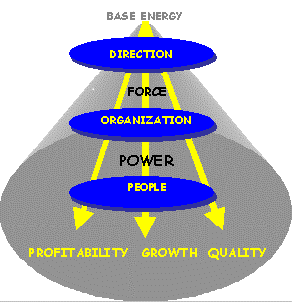 BASE ENERGY
DIRECTION
FORCE
ORGANIZATION
POWER
PEOPLE
PROFITABILITY GROWTH QUALITY